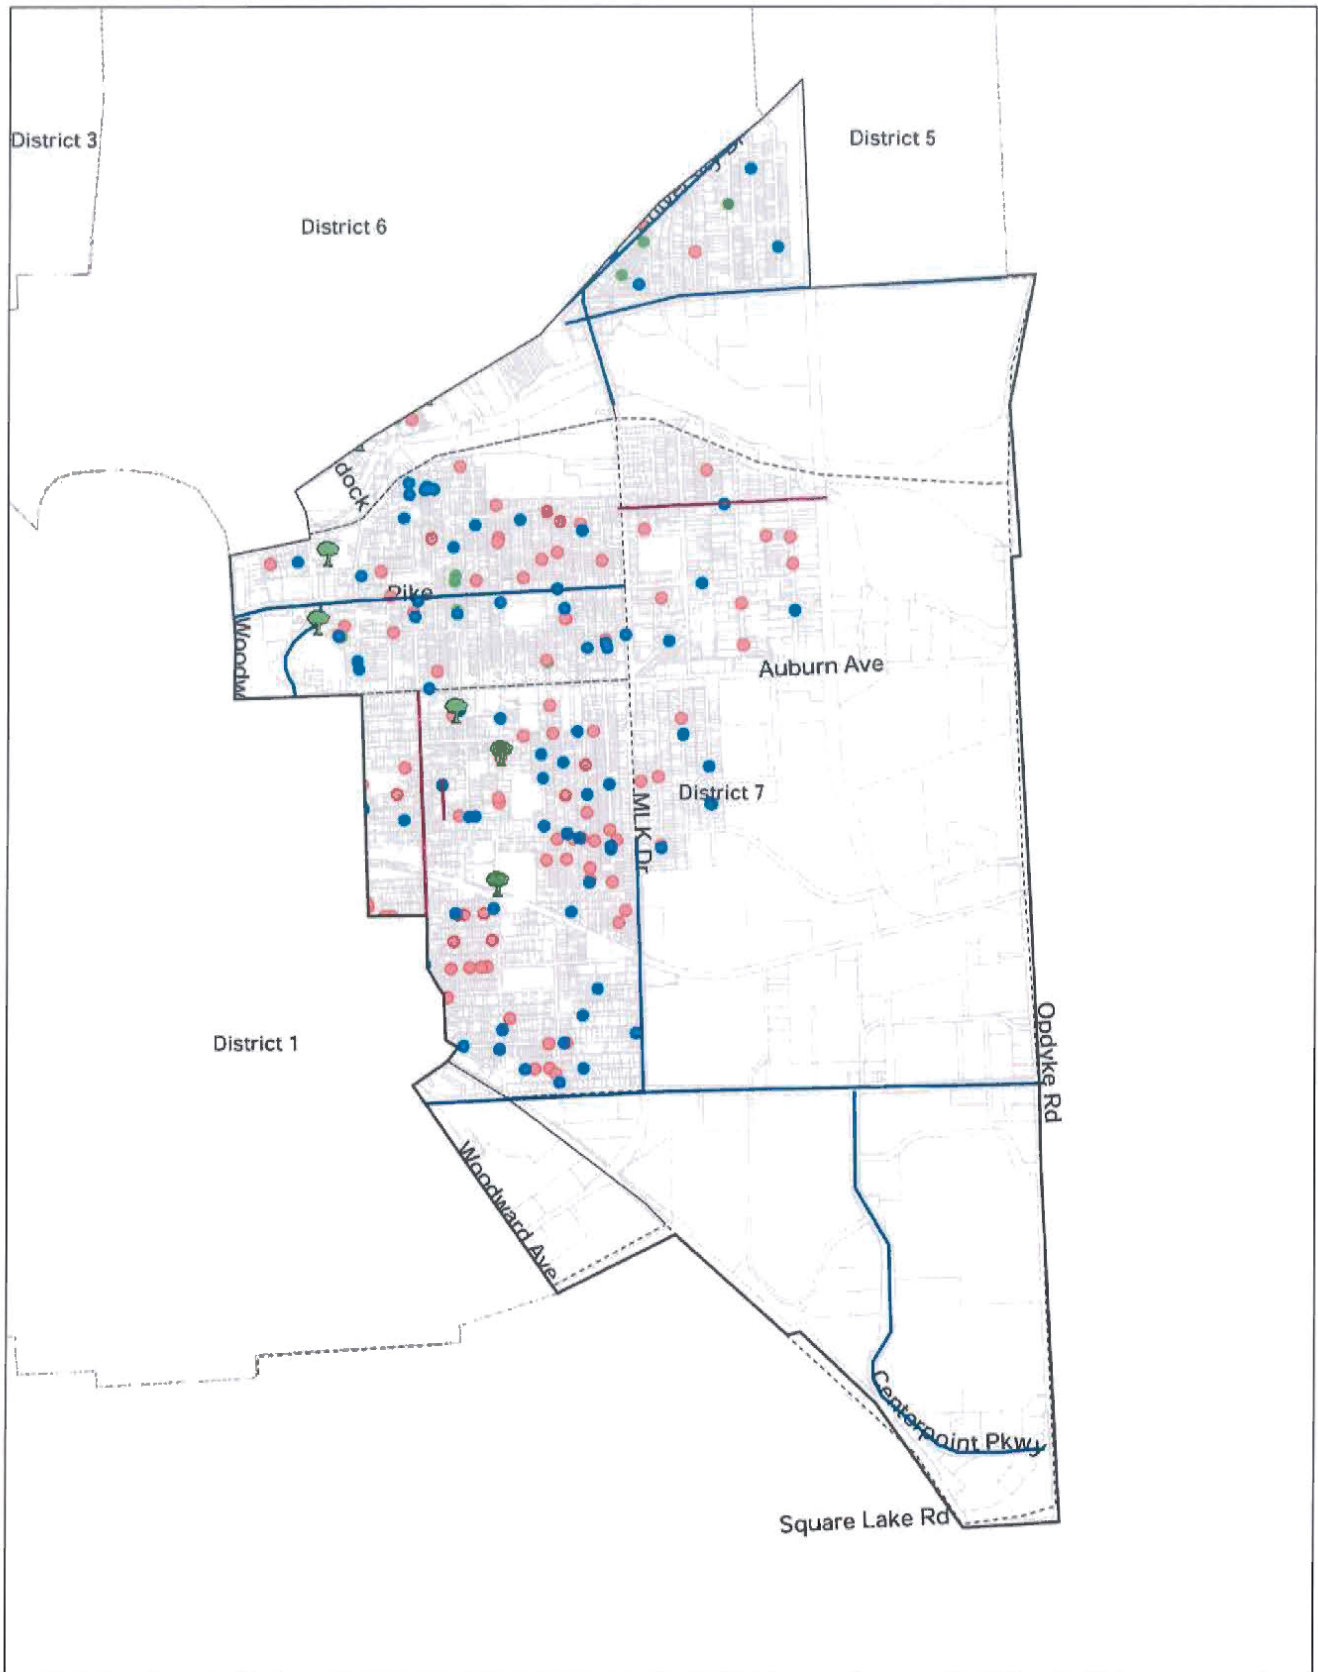 District 3
District 5
District 6
dock
Pike
Woodw
Auburn Ave
District 7
MLK Dr
District 1
Opdyke Rd
Woodward Ave
Centerpoint Pkwy
Square Lake Rd